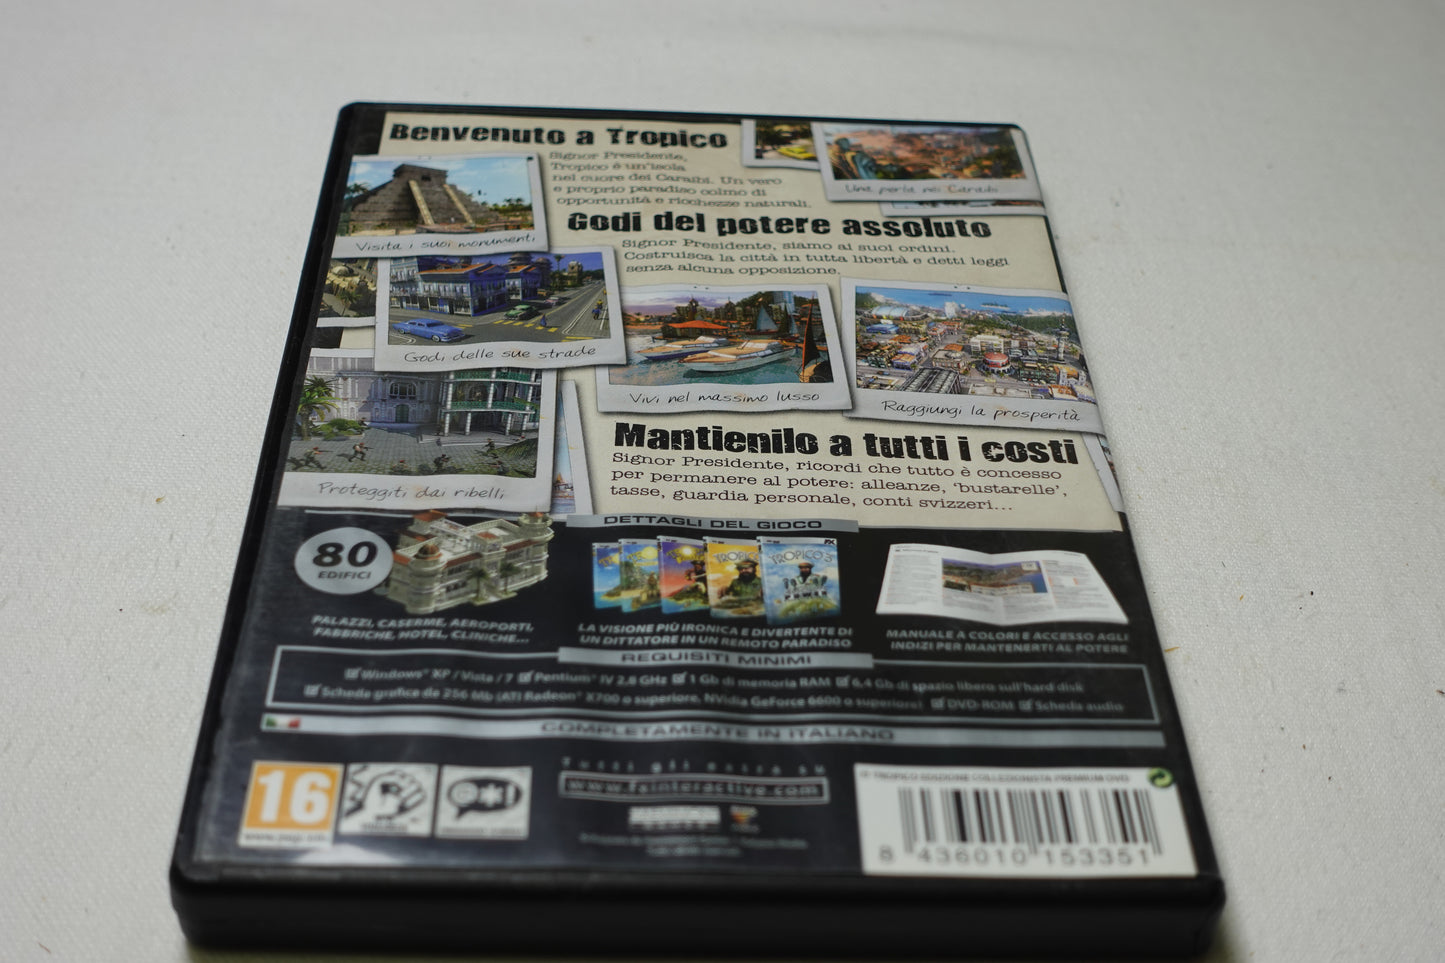 Benvenuto a Tropico
Signor Presidente,
Tropico è un'isola
nel cuore dei Caraibi. Un vero
e proprio paradiso colmo di
opportunità e ricchezze naturali.
Una perla nei Caraibi
Visita i suoi monumenti
Godi del potere assoluto
Signor Presidente, siamo ai suoi ordini.
Costruisca la città in tutta libertà e detti leggi
senza alcuna opposizione.
Godi delle sue strade
Vivi nel massimo lusso
Raggiungi la prosperità
Mantienilo a tutti i costi
Signor Presidente, ricordi che tutto è concesso
per permanere al potere: alleanze, 'bustarelle',
tasse, guardia personale, conti svizzeri...
Proteggiti dai ribelli
DETTAGLI DEL GIOCO
80
EDIFICI
TROPICO 3
PALAZZI, CASERME, AEROPORTI,
FABBRICHE, HOTEL, CLINICHE...
LA VISIONE PIÙ IRONICA E DIVERTENTE DI
UN DITTATORE IN UN REMOTO PARADISO
MANUALE A COLORI E ACCESSO AGLI
INDIZI PER MANTENERTI AL POTERE
REQUISITI MINIMI
Windows® XP / Vista / 7 Pentium® IV 2,8 GHz 1 Gb di memoria RAM 6,4 Gb di spazio libero sull'hard disk
Scheda grafica da 256 Mb (ATI Radeon® X700 o superiore, NVidia GeForce 6600 o superiore) DVD-ROM Scheda audio
COMPLETAMENTE IN ITALIANO
16
Tutti gli extra su
www.fxinteractive.com
TROPICO EDIZIONE COLLEZIONISTA PREMIUM DVD
8 436010 153351